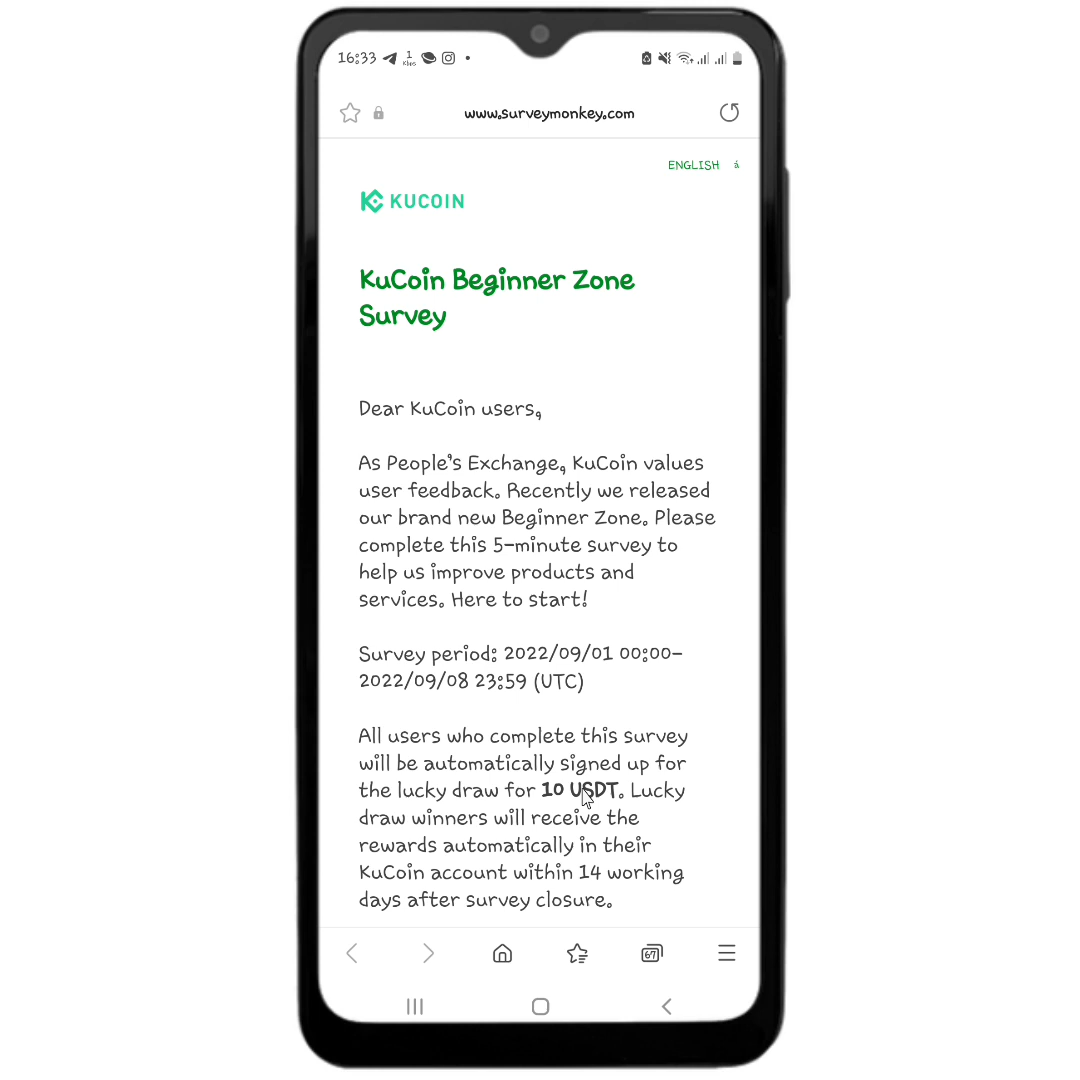 16:33
1
KBps
www.surveymonkey.com
ENGLISH
KUCOIN
KuCoin Beginner Zone
Survey
Dear KuCoin users,
As People's Exchange, KuCoin values
user feedback. Recently we released
our brand new Beginner Zone. Please
complete this 5-minute survey to
help us improve products and
services. Here to start!
Survey period: 2022/09/01 00:00-
2022/09/08 23:59 (UTC)
All users who complete this survey
will be automatically signed up for
the lucky draw for 10 USDT. Lucky
draw winners will receive the
rewards automatically in their
KuCoin account within 14 working
days after survey closure.
67